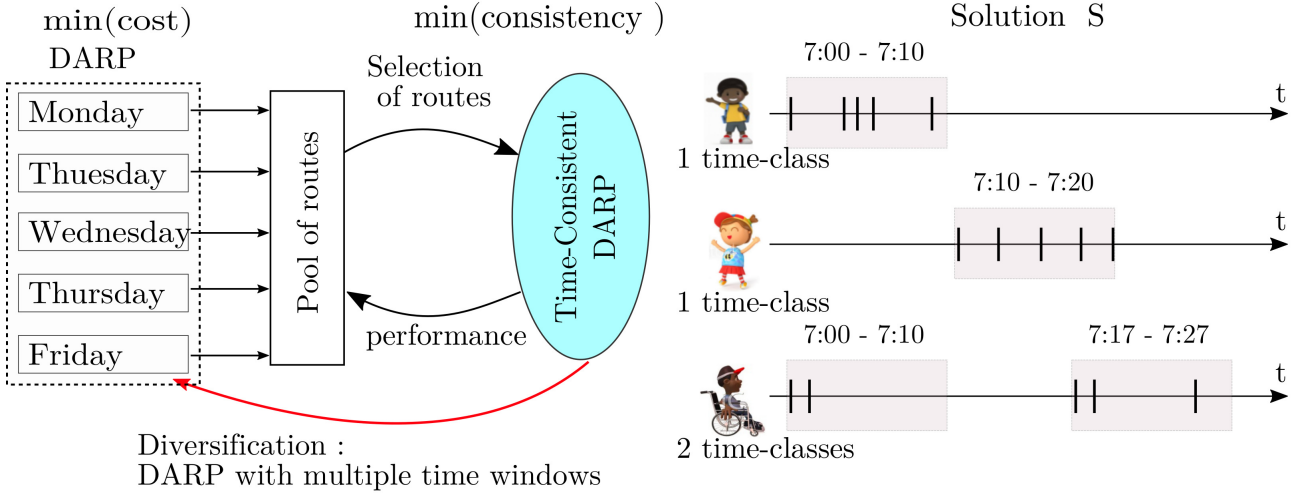 min(cost)
DARP
Monday
Thuesday
Wednesday
Thursday
Friday
Pool of routes
min(consistency )
Selection
of routes
Time-Consistent
DARP
performance
Diversification :
DARP with multiple time windows
Solution S
7:00 - 7:10
t
1 time-class
7:10 - 7:20
t
1 time-class
7:00 - 7:10
7:17 - 7:27
t
2 time-classes